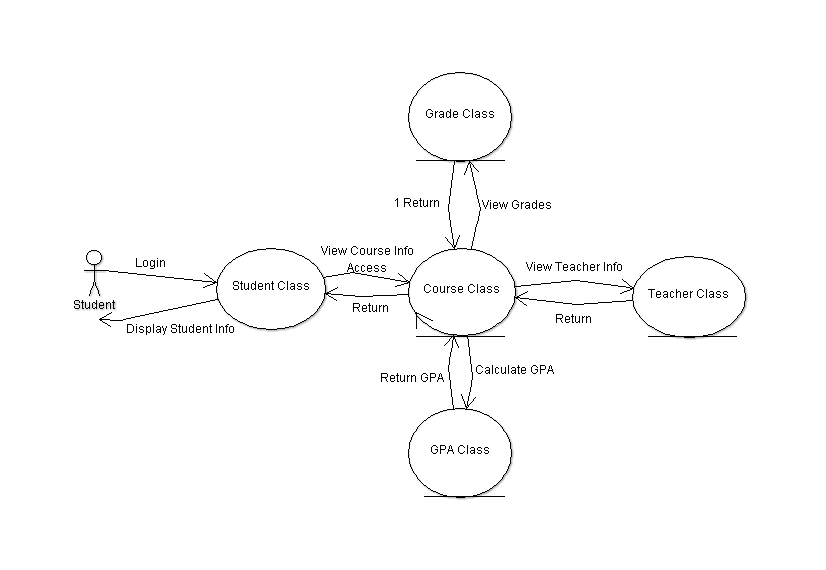 Grade Class
1 Return
View Grades
Login
View Course Info
Access
View Teacher Info
Student Class
Course Class
Teacher Class
Student
Display Student Info
Return
Return
Return GPA
Calculate GPA
GPA Class